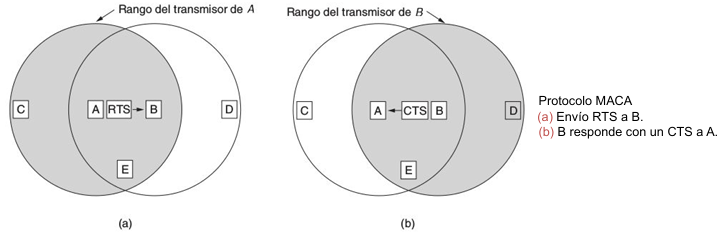 Rango del transmisor de A
C
A
RTS
B
D
E
(a)
Rango del transmisor de B
C
A
CTS
B
D
E
(b)
Protocolo MACA
(a) Envío RTS a B.
(b) B responde con un CTS a A.